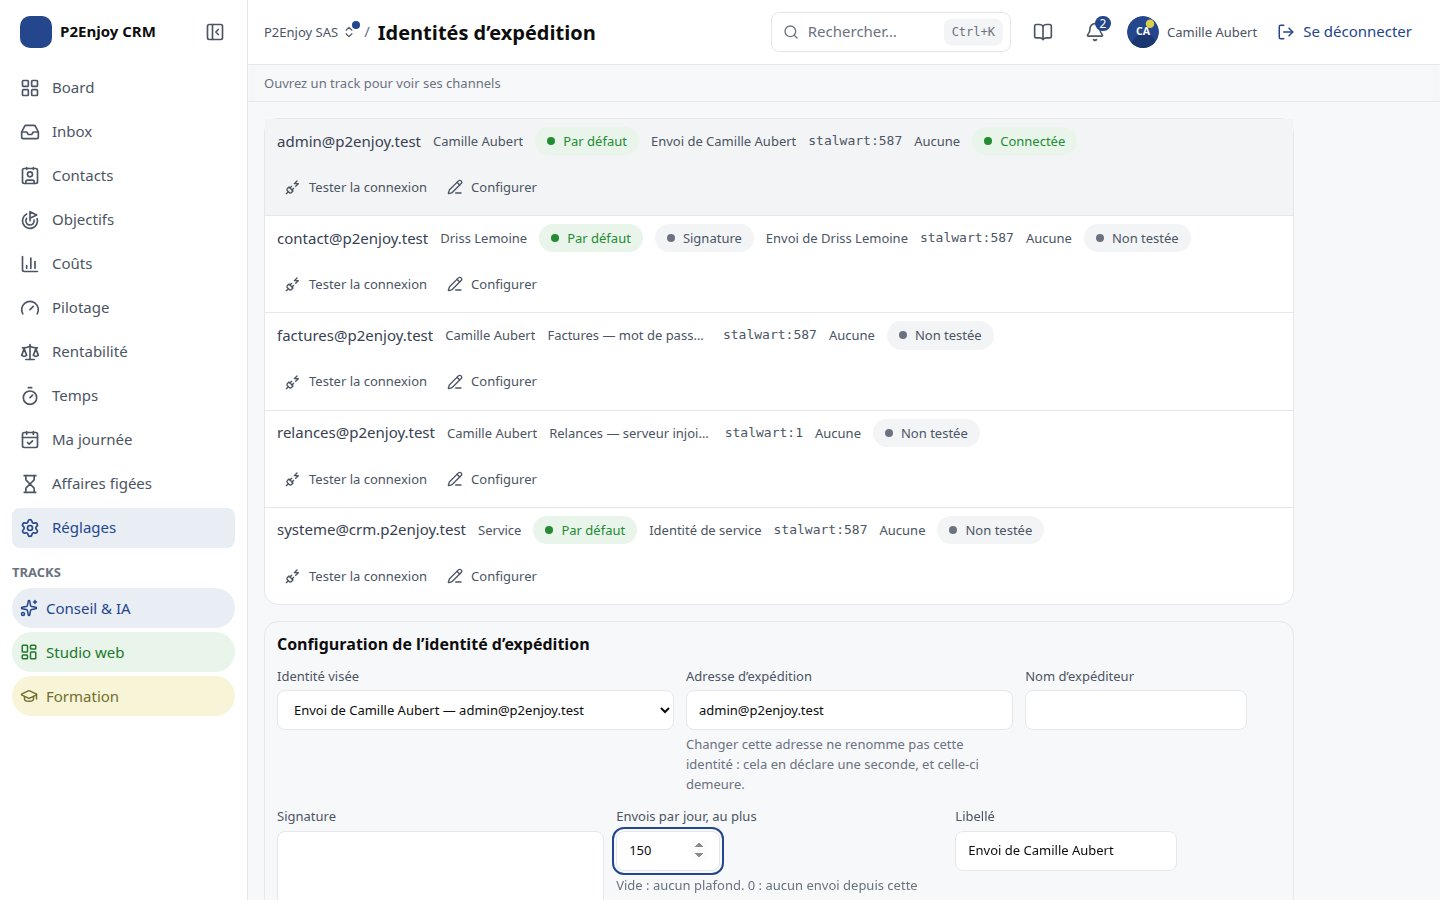 P2Enjoy CRM
Board
Inbox
Contacts
Objectifs
Coûts
Pilotage
Rentabilité
Temps
Ma journée
Affaires figées
Réglages
TRACKS
Conseil & IA
Studio web
Formation
P2Enjoy SAS / Identités d’expédition
Rechercher... Ctrl+K
2
CA Camille Aubert
Se déconnecter
Ouvrez un track pour voir ses channels
admin@p2enjoy.test Camille Aubert Par défaut Envoi de Camille Aubert stalwart:587 Aucune Connectée
Tester la connexion Configurer
contact@p2enjoy.test Driss Lemoine Par défaut Signature Envoi de Driss Lemoine stalwart:587 Aucune Non testée
Tester la connexion Configurer
factures@p2enjoy.test Camille Aubert Factures — mot de pass… stalwart:587 Aucune Non testée
Tester la connexion Configurer
relances@p2enjoy.test Camille Aubert Relances — serveur injoi… stalwart:1 Aucune Non testée
Tester la connexion Configurer
systeme@crm.p2enjoy.test Service Par défaut Identité de service stalwart:587 Aucune Non testée
Tester la connexion Configurer
Configuration de l’identité d’expédition
Identité visée Adresse d’expédition Nom d’expéditeur
Envoi de Camille Aubert — admin@p2enjoy.test admin@p2enjoy.test
Changer cette adresse ne renomme pas cette
identité : cela en déclare une seconde, et celle-ci
demeure.
Signature Envois par jour, au plus Libellé
150 Envoi de Camille Aubert
Vide : aucun plafond. 0 : aucun envoi depuis cette